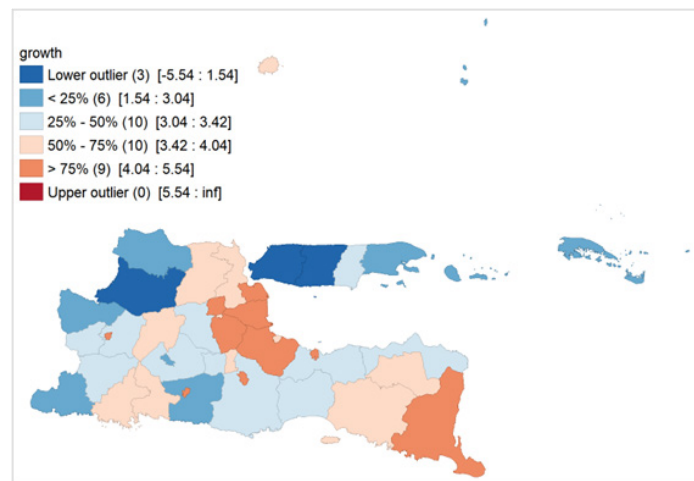 growth
Lower outlier (3) [-5.54 : 1.54]
< 25% (6) [1.54 : 3.04]
25% - 50% (10) [3.04 : 3.42]
50% - 75% (10) [3.42 : 4.04]
> 75% (9) [4.04 : 5.54]
Upper outlier (0) [5.54 : inf]